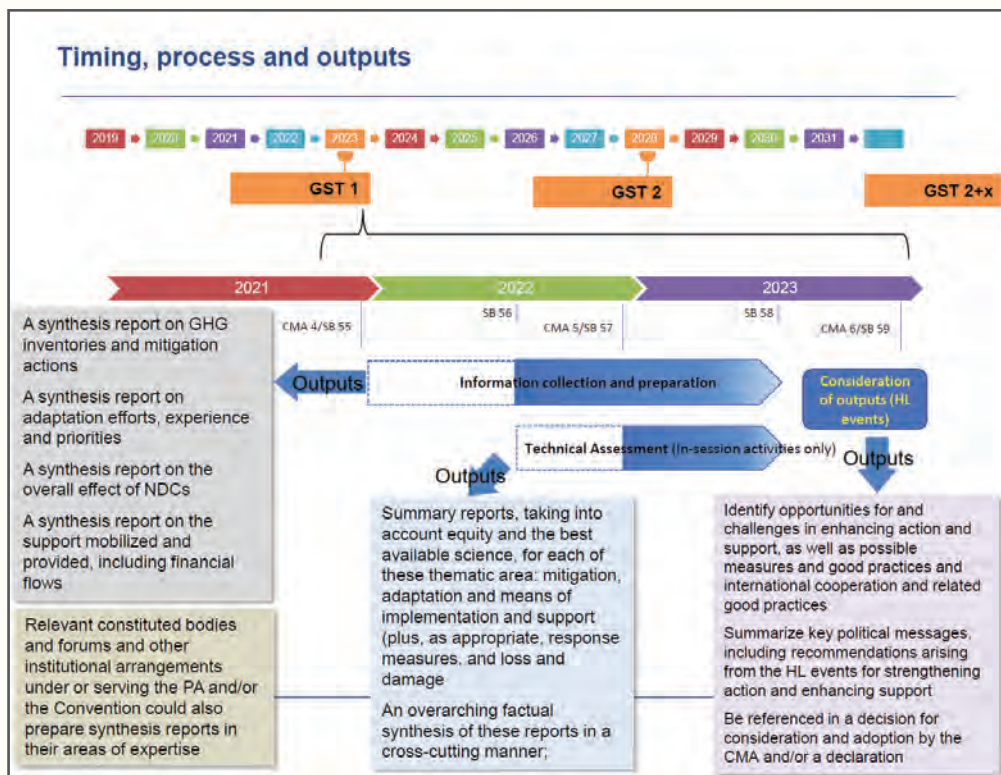 Timing, process and outputs
2019
2020
2021
2022
2023
2024
2025
2026
2027
2028
2029
2030
2031
GST 1
GST 2
GST 2+x
2021
2022
2023
CMA 4/SB 55
SB 56
CMA 5/SB 57
SB 58
CMA 6/SB 59
A synthesis report on GHG
inventories and mitigation
actions
A synthesis report on
adaptation efforts, experience
and priorities
A synthesis report on the
overall effect of NDCs
A synthesis report on the
support mobilized and
provided, including financial
flows
Outputs
Information collection and preparation
Consideration
of outputs (HL
events)
Technical Assessment (In-session activities only)
Outputs
Outputs
Relevant constituted bodies
and forums and other
institutional arrangements
under or serving the PA and/or
the Convention could also
prepare synthesis reports in
their areas of expertise
Summary reports, taking into
account equity and the best
available science, for each of
these thematic area: mitigation,
adaptation and means of
implementation and support
(plus, as appropriate, response
measures, and loss and
damage
An overarching factual
synthesis of these reports in a
cross-cutting manner;
Identify opportunities for and
challenges in enhancing action and
support, as well as possible
measures and good practices and
international cooperation and related
good practices
Summarize key political messages,
including recommendations arising
from the HL events for strengthening
action and enhancing support
Be referenced in a decision for
consideration and adoption by the
CMA and/or a declaration